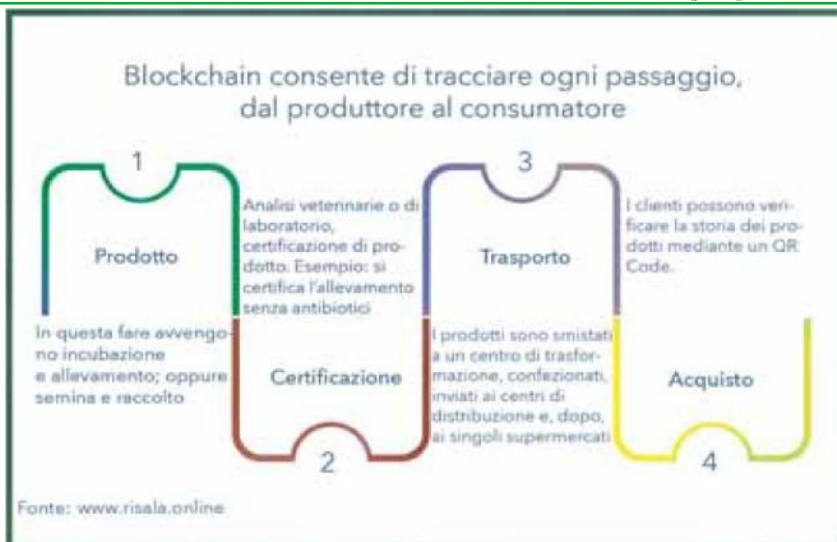 Blockchain consente di tracciare ogni passaggio,
dal produttore al consumatore
1
Prodotto
In questa fare avvengo-
no incubazione
e allevamento; oppure
semina e raccolto
Analisi veternarie o di
laboratorio,
certificazione di pro-
dotto. Esempio: si
certifica l'allevamento
senza antibiotici
Certificazione
2
3
Trasporto
I prodotti sono smistati
a un centro di trasfor-
mazione, confezionati,
inviati ai centri di
distribuzione e, dopo,
ai singoli supermercati
I clienti possono veri-
ficare la storia dei pro-
dotti mediante un QR
Code.
Acquisto
4
Fonte: www.risala.online